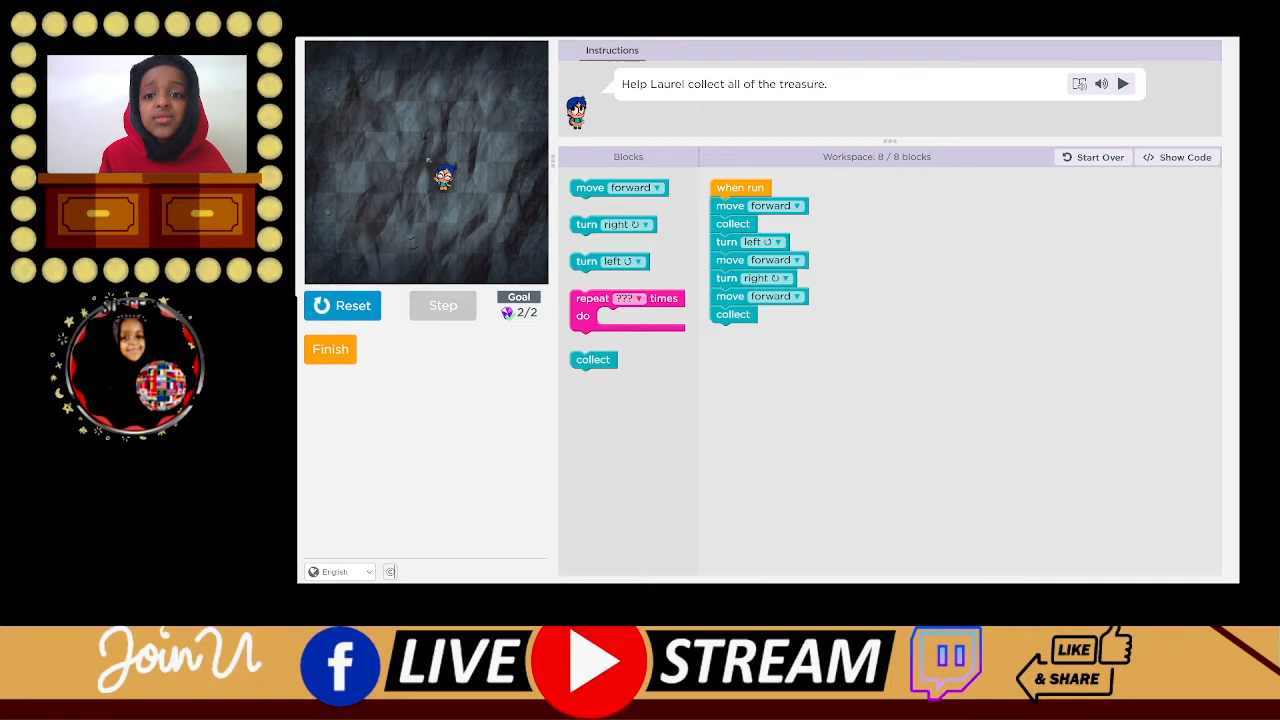 Instructions
Help Laurel collect all of the treasure.
Blocks
Workspace: 8 / 8 blocks
Start Over
</> Show Code
move forward
turn right
turn left
repeat ??? times
do
collect
when run
move forward
collect
turn left
move forward
turn right
move forward
collect
Reset
Step
Goal
2/2
Finish
English
©
Join U
f
LIVE
STREAM
LIKE
& SHARE